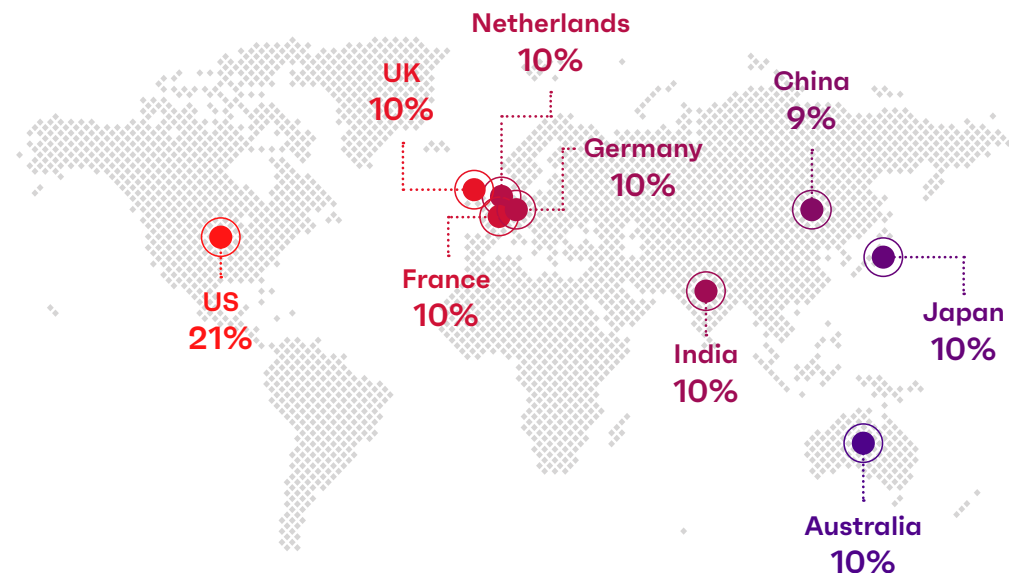 Netherlands
10%
UK
10%
China
9%
Germany
10%
France
10%
US
21%
India
10%
Japan
10%
Australia
10%